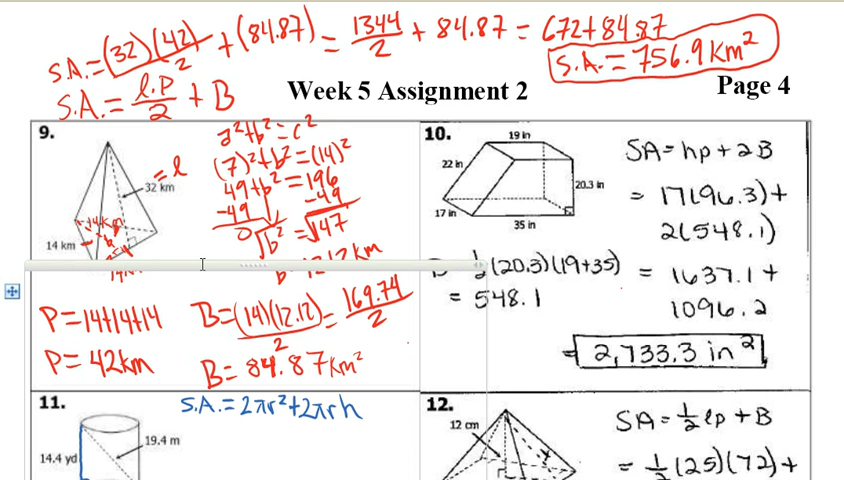 S.A. = (32)(42)/2 + (84.87) = 1344/2 + 84.87 = 672 + 84.87
S.A. = 756.9 Km²
S.A. = l.P/2 + B
Week 5 Assignment 2
Page 4
9.
= l
32 km
14 km
14 km
a² + b² = c²
(7)² + b² = (14)²
49 + b² = 196
-49 -49
0 √b² = √147
P = 14+14+14
P = 42 km
B = (14)(12.12)/2 = 169.74/2
B = 84.87 Km²
10.
19 in
22 in
20.3 in
17 in
35 in
SA = hp + 2B
= 17(96.3) +
2(548.1)
½(20.3)(19+35)
= 548.1
= 1637.1 +
1096.2
= 2,733.3 in²
11.
S.A. = 2πr² + 2πrh
19.4 m
14.4 yd
12.
12 cm
SA = ½ lp + B
= ½ (25)(72) +